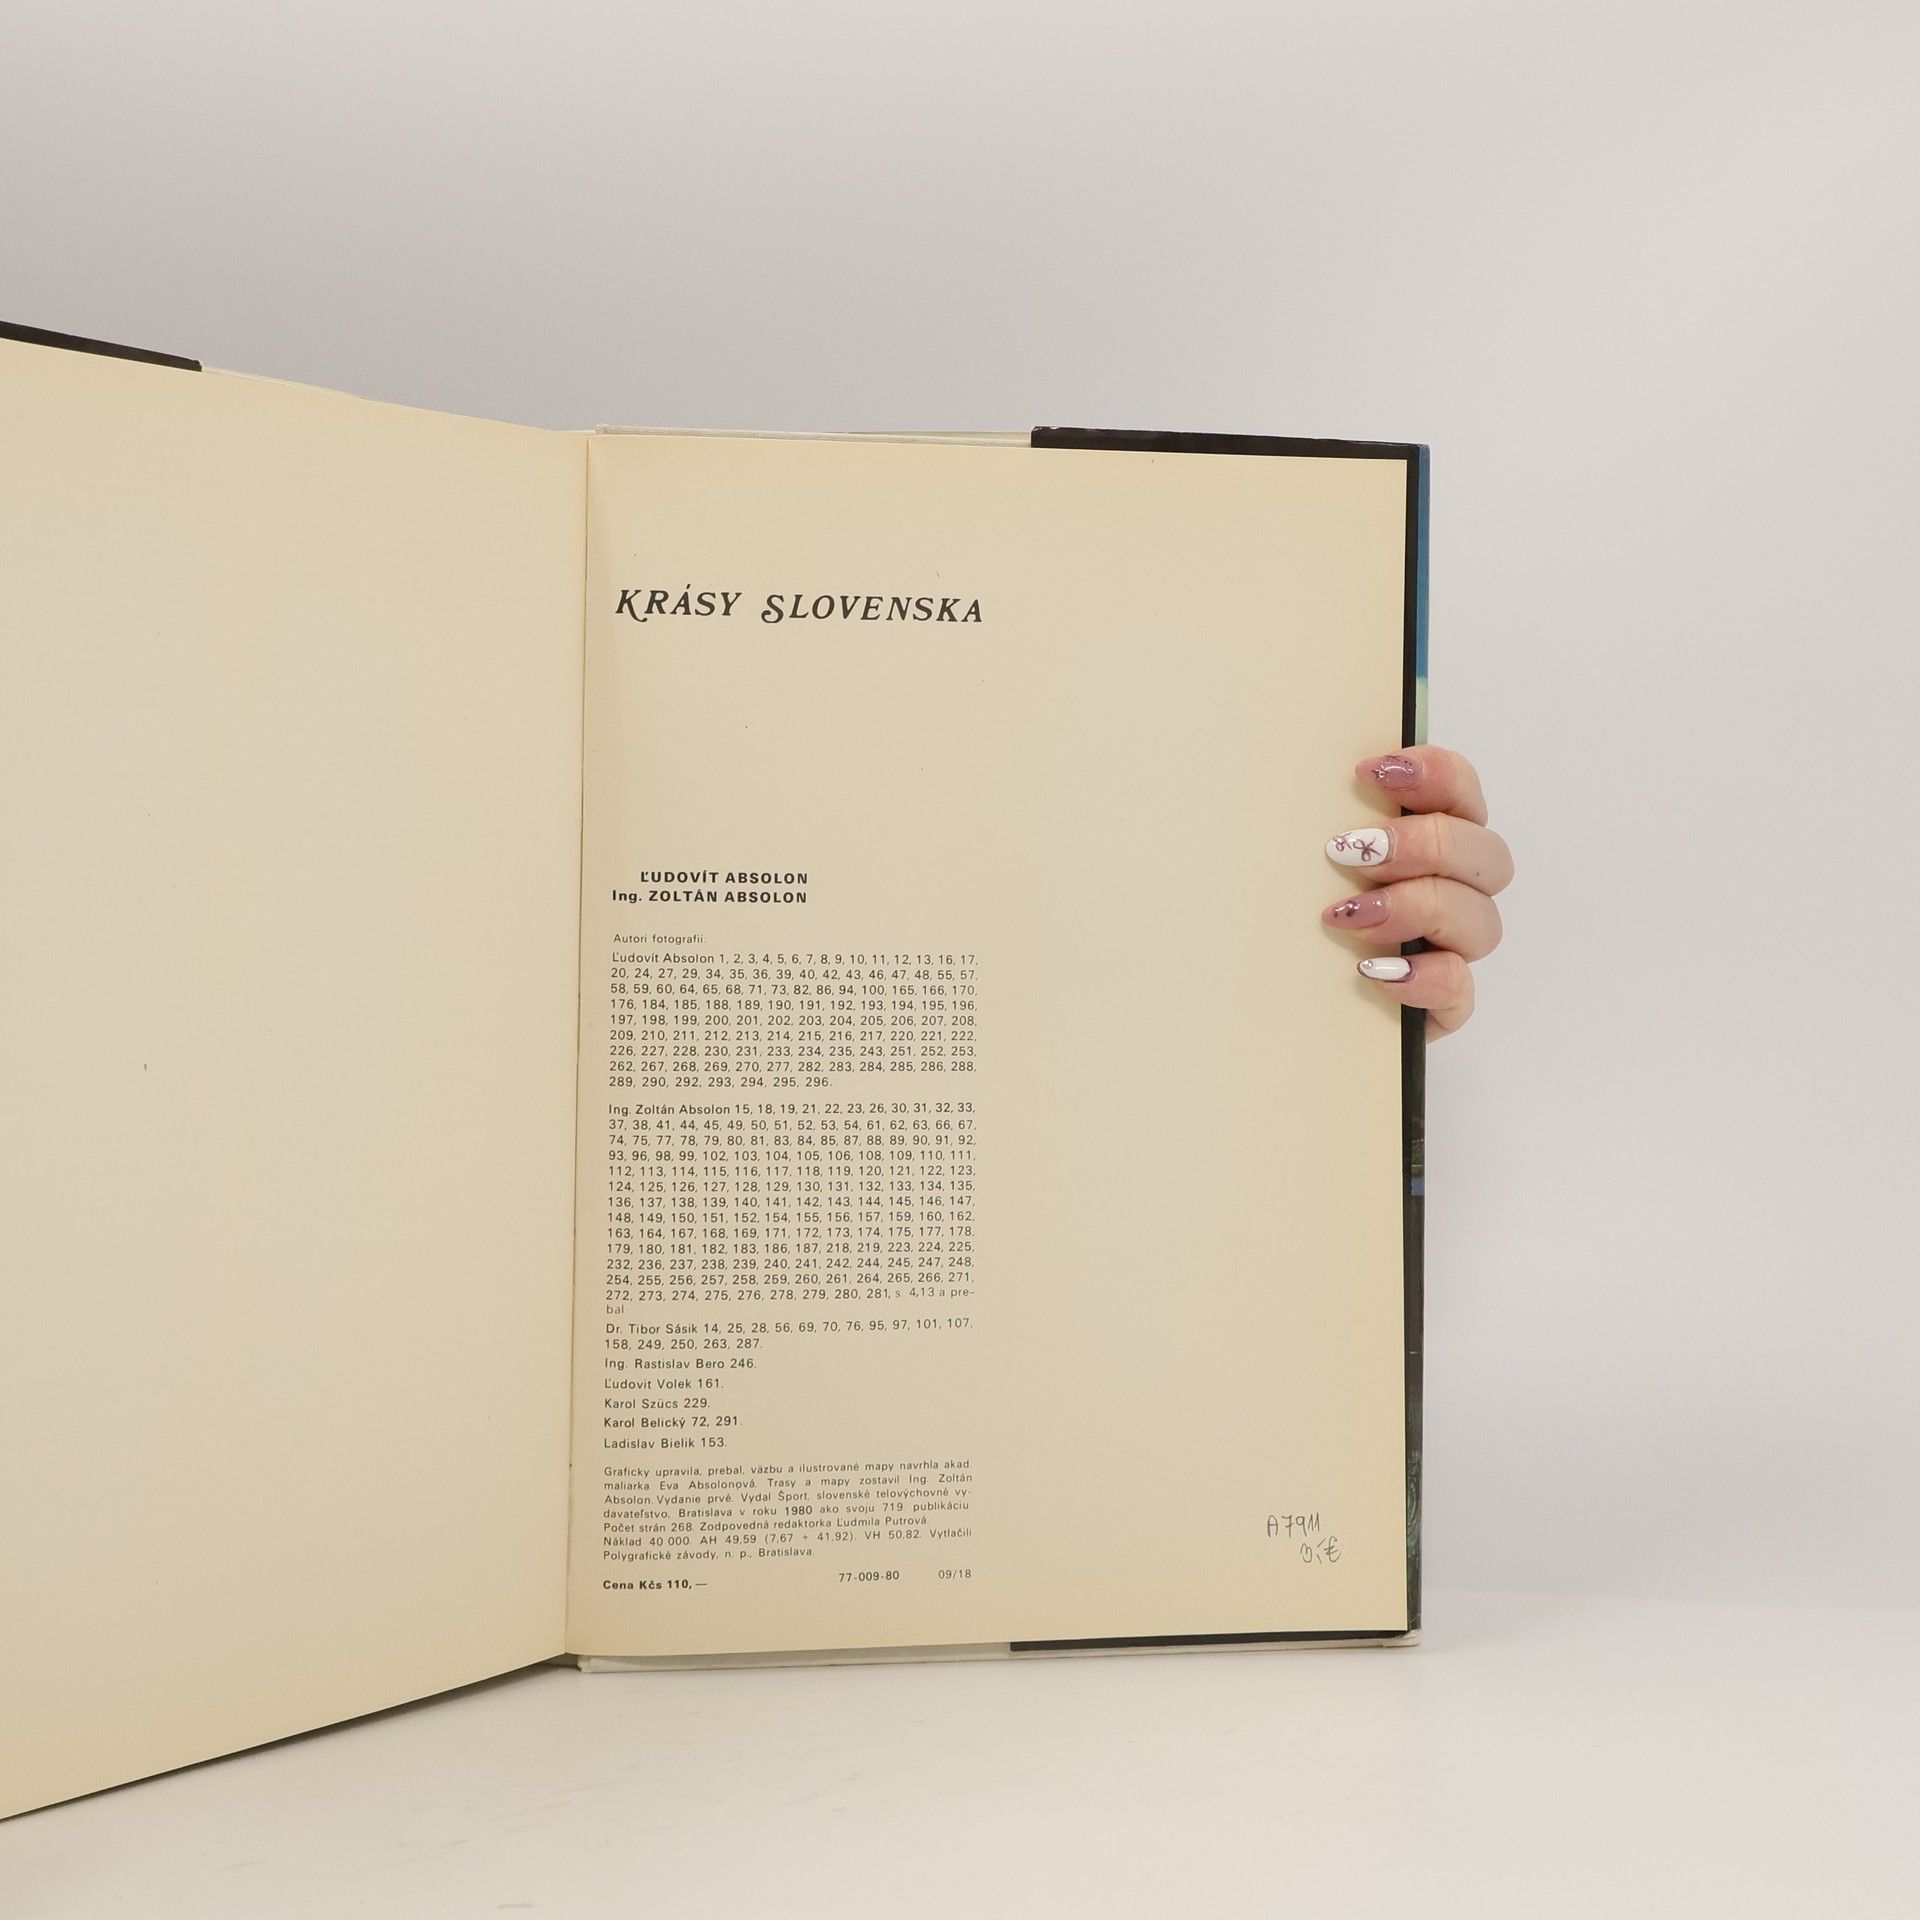 KRÁSY SLOVENSKA
ĽUDOVÍT ABSOLON
Ing. ZOLTÁN ABSOLON
Autori fotografií:
Ľudovít Absolon 1, 2, 3, 4, 5, 6, 7, 8, 9, 10, 11, 12, 13, 16, 17,
20, 24, 27, 29, 34, 35, 36, 39, 40, 42, 43, 46, 47, 48, 55, 57,
58, 59, 60, 64, 65, 68, 71, 73, 82, 86, 94, 100, 165, 166, 170,
176, 184, 185, 188, 189, 190, 191, 192, 193, 194, 195, 196,
197, 198, 199, 200, 201, 202, 203, 204, 205, 206, 207, 208,
209, 210, 211, 212, 213, 214, 215, 216, 217, 220, 221, 222,
226, 227, 228, 230, 231, 233, 234, 235, 243, 251, 252, 253,
262, 267, 268, 269, 270, 277, 282, 283, 284, 285, 286, 288,
289, 290, 292, 293, 294, 295, 296.
Ing. Zoltán Absolon 15, 18, 19, 21, 22, 23, 26, 30, 31, 32, 33,
37, 38, 41, 44, 45, 49, 50, 51, 52, 53, 54, 61, 62, 63, 66, 67,
74, 75, 77, 78, 79, 80, 81, 83, 84, 85, 87, 88, 89, 90, 91, 92,
93, 96, 98, 99, 102, 103, 104, 105, 106, 108, 109, 110, 111,
112, 113, 114, 115, 116, 117, 118, 119, 120, 121, 122, 123,
124, 125, 126, 127, 128, 129, 130, 131, 132, 133, 134, 135,
136, 137, 138, 139, 140, 141, 142, 143, 144, 145, 146, 147,
148, 149, 150, 151, 152, 154, 155, 156, 157, 159, 160, 162,
163, 164, 167, 168, 169, 171, 172, 173, 174, 175, 177, 178,
179, 180, 181, 182, 183, 186, 187, 218, 219, 223, 224, 225,
232, 236, 237, 238, 239, 240, 241, 242, 244, 245, 247, 248,
254, 255, 256, 257, 258, 259, 260, 261, 264, 265, 266, 271,
272, 273, 274, 275, 276, 278, 279, 280, 281, s. 4,13 a pre-
bal
Dr. Tibor Sásik 14, 25, 28, 56, 69, 70, 76, 95, 97, 101, 107,
158, 249, 250, 263, 287.
Ing. Rastislav Bero 246.
Ľudovít Volek 161.
Karol Szücs 229.
Karol Belický 72, 291.
Ladislav Bielik 153.
Graficky upravila, prebal, väzbu a ilustrované mapy navrhla akad.
maliarka Eva Absolonová. Trasy a mapy zostavil Ing. Zoltán
Absolon. Vydanie prvé. Vydal Šport, slovenské telovýchovné vy-
davateľstvo, Bratislava v roku 1980 ako svoju 719. publikáciu.
Počet strán 268. Zodpovedná redaktorka Ľudmila Putrová.
Náklad 40 000. AH 49,59 (7,67 + 41,92). VH 50,82. Vytlačili
Polygrafické závody, n. p., Bratislava.
Cena Kčs 110,— 77-009-80 09/18
A7911